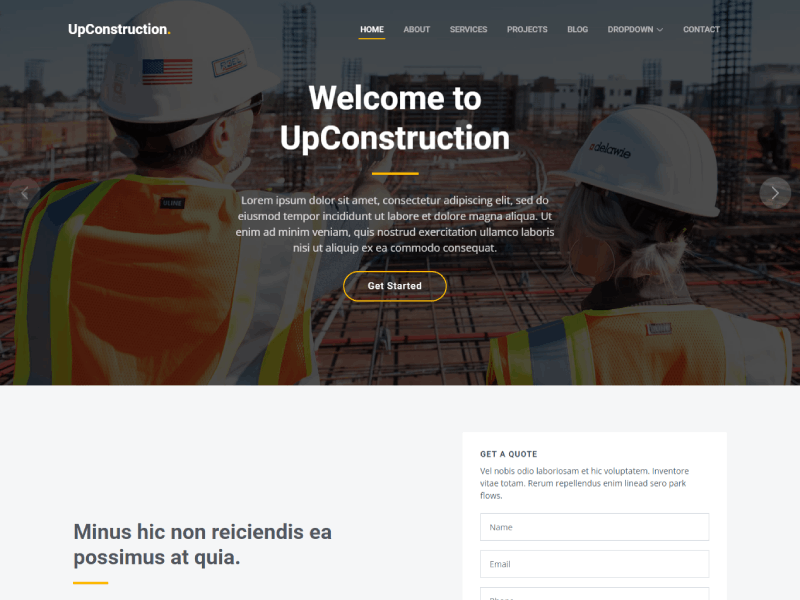 UpConstruction.
HOME ABOUT SERVICES PROJECTS BLOG DROPDOWN CONTACT
Welcome to
UpConstruction
Lorem ipsum dolor sit amet, consectetur adipiscing elit, sed do
eiusmod tempor incididunt ut labore et dolore magna aliqua. Ut
enim ad minim veniam, quis nostrud exercitation ullamco laboris
nisi ut aliquip ex ea commodo consequat.
Get Started
delawie
GET A QUOTE
Vel nobis odio laboriosam et hic voluptatem. Inventore
vitae totam. Rerum repellendus enim linead sero park
flows.
Name
Email
Minus hic non reiciendis ea
possimus at quia.